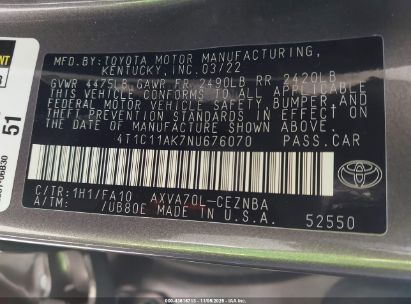 MFD.BY: TOYOTA MOTOR MANUFACTURING,
KENTUCKY, INC. 03/22
GVWR 4475LB GAWR FR 2490LB RR 2420LB
THIS VEHICLE CONFORMS TO ALL APPLICABLE
FEDERAL MOTOR VEHICLE SAFETY, BUMPER, AND
THEFT PREVENTION STANDARDS IN EFFECT ON
THE DATE OF MANUFACTURE SHOWN ABOVE.
4T1C11AK7NU676070 PASS.CAR
C/TR:1H1/FA10 AXVA70L-CEZNBA
A/TM: /UB80E MADE IN U.S.A.
52550
TOYOTA
51